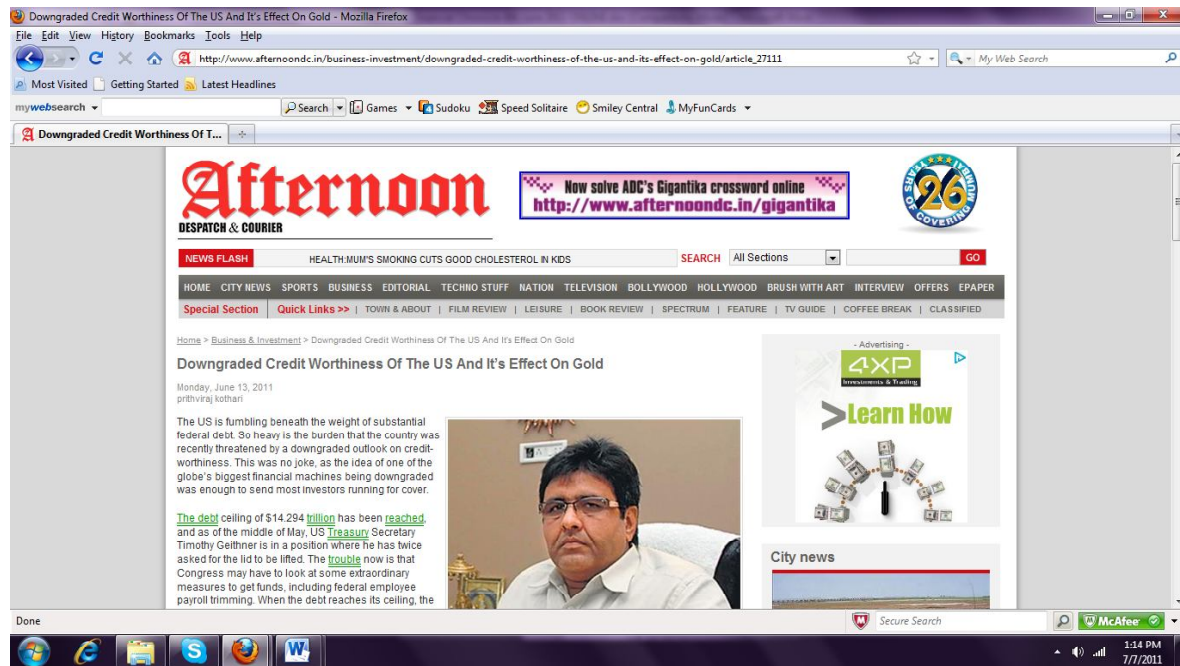 Downgraded Credit Worthiness Of The US And It's Effect On Gold - Mozilla Firefox
File Edit View History Bookmarks Tools Help
http://www.afternoondc.in/business-investment/downgraded-credit-worthiness-of-the-us-and-its-effect-on-gold/article_27111
My Web Search
Most Visited Getting Started Latest Headlines
mywebsearch Search Games Sudoku Speed Solitaire Smiley Central MyFunCards
Downgraded Credit Worthiness Of T...
Afternoon
DESPATCH & COURIER
Now solve ADC's Gigantika crossword online
http://www.afternoondc.in/gigantika
26
YEARS OF COVERING MUMBAI
NEWS FLASH HEALTH:MUM'S SMOKING CUTS GOOD CHOLESTEROL IN KIDS SEARCH All Sections GO
HOME CITY NEWS SPORTS BUSINESS EDITORIAL TECHNO STUFF NATION TELEVISION BOLLYWOOD HOLLYWOOD BRUSH WITH ART INTERVIEW OFFERS EPAPER
Special Section Quick Links >> | TOWN & ABOUT | FILM REVIEW | LEISURE | BOOK REVIEW | SPECTRUM | FEATURE | TV GUIDE | COFFEE BREAK | CLASSIFIED
Home > Business & Investment > Downgraded Credit Worthiness Of The US And It's Effect On Gold
Downgraded Credit Worthiness Of The US And It's Effect On Gold
Monday, June 13, 2011
prithviraj kothari
The US is fumbling beneath the weight of substantial
federal debt. So heavy is the burden that the country was
recently threatened by a downgraded outlook on credit-
worthiness. This was no joke, as the idea of one of the
globe's biggest financial machines being downgraded
was enough to send most investors running for cover.
The debt ceiling of $14.294 trillion has been reached,
and as of the middle of May, US Treasury Secretary
Timothy Geithner is in a position where he has twice
asked for the lid to be lifted. The trouble now is that
Congress may have to look at some extraordinary
measures to get funds, including federal employee
payroll trimming. When the debt reaches its ceiling, the
- Advertising -
4XP
Investments & Trading
>Learn How
City news
Done
Secure Search
McAfee
1:14 PM
7/7/2011